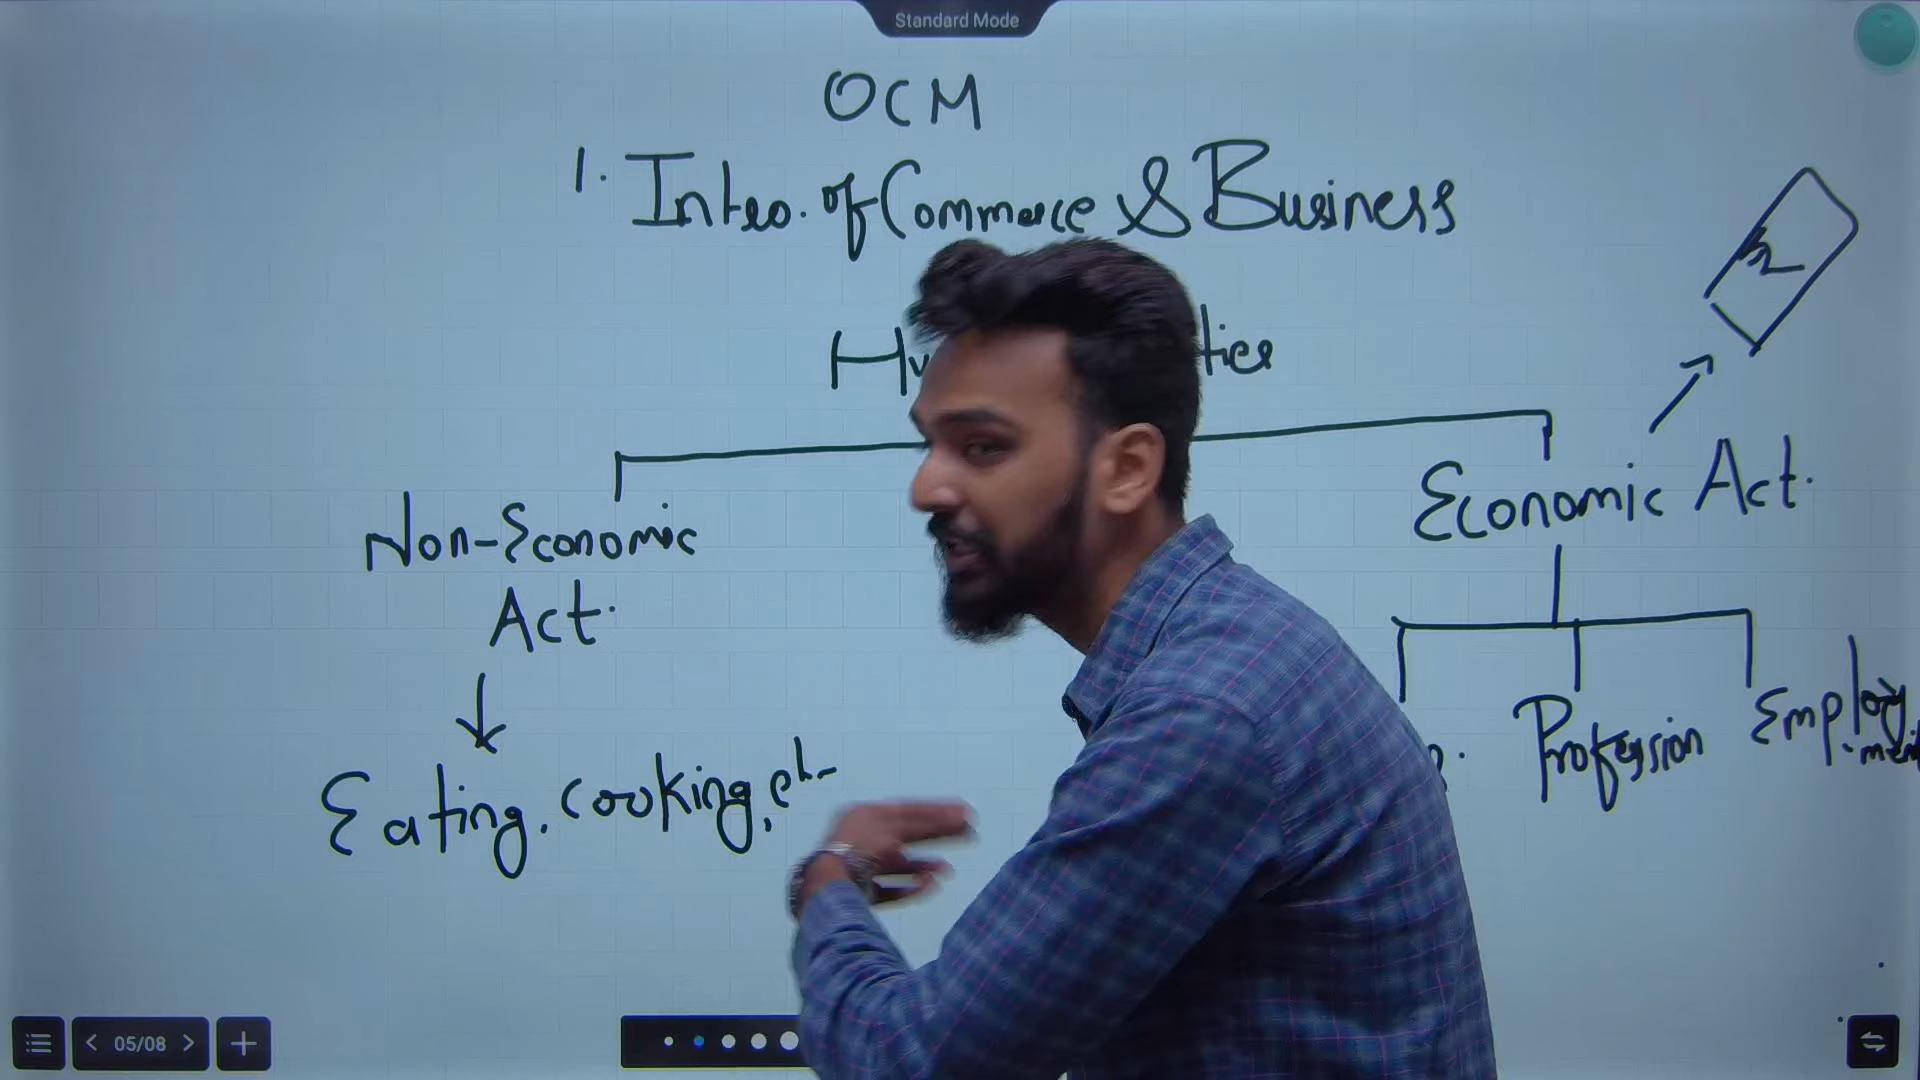 Standard Mode
OCM
1. Intro. of Commerce & Business
Non-Economic
Act.
Economic Act.
Profession
Employ
-ment
Eating, cooking, etc
05/08